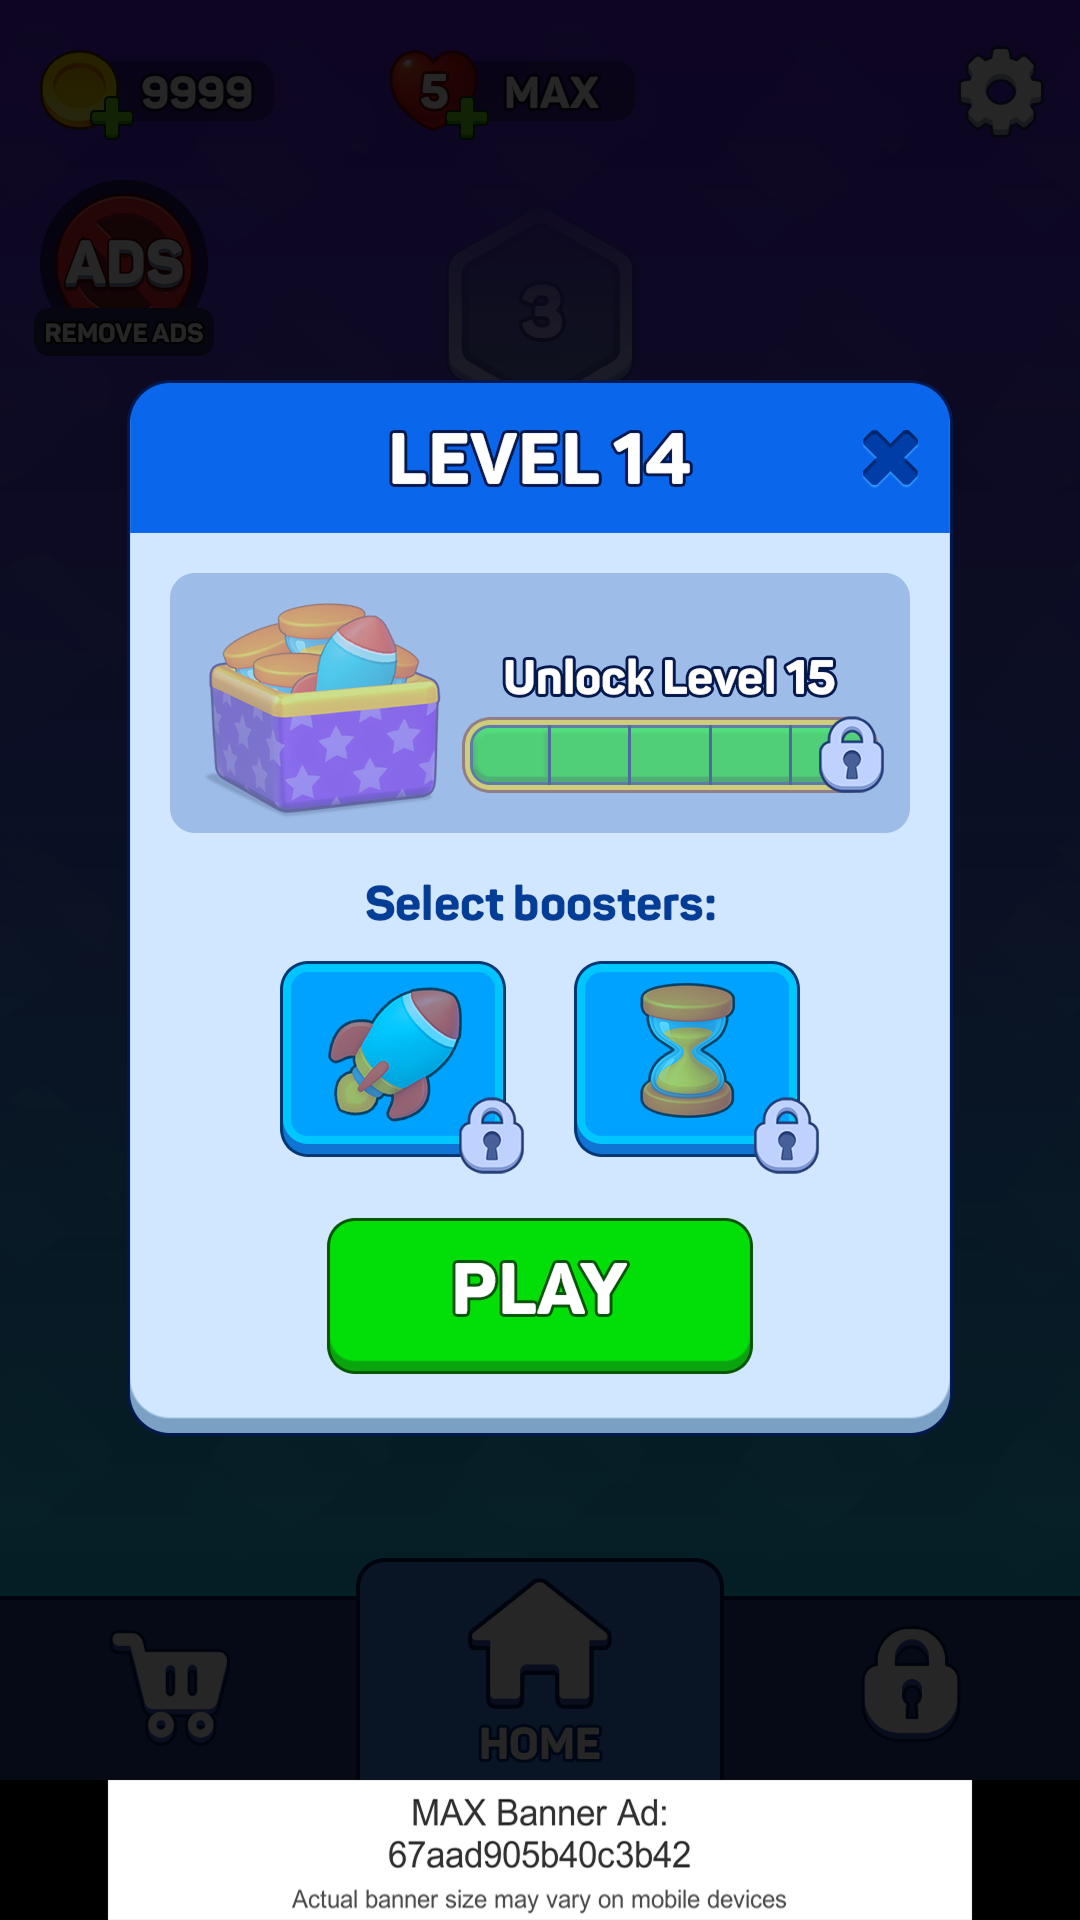 9999
5
MAX
ADS
REMOVE ADS
3
LEVEL 14
Unlock Level 15
Select boosters:
PLAY
HOME
MAX Banner Ad:
67aad905b40c3b42
Actual banner size may vary on mobile devices